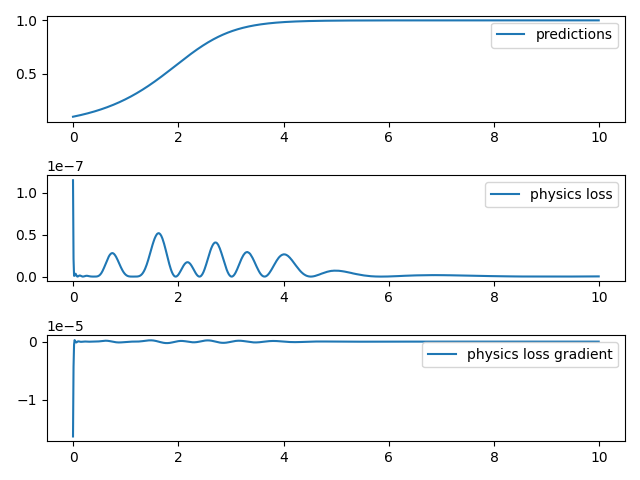 1.0
predictions
0.5
0 2 4 6 8 10
1e−7
physics loss
1.0
0.5
0.0
0 2 4 6 8 10
1e−5
0
physics loss gradient
−1
0 2 4 6 8 10